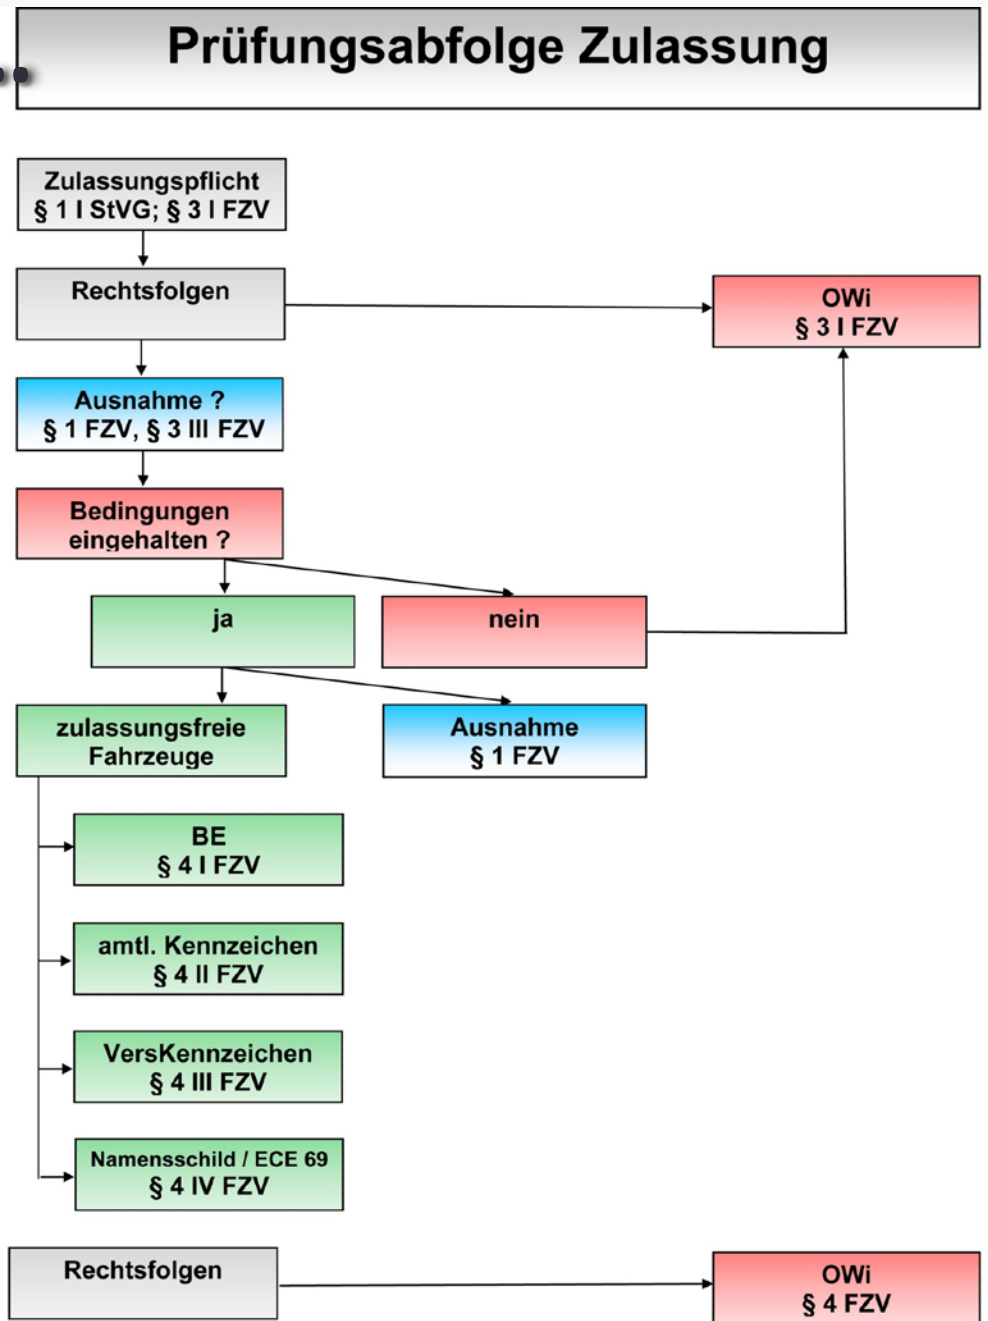 Prüfungsabfolge Zulassung
Zulassungspflicht
§ 1 I StVG; § 3 I FZV
Rechtsfolgen
OWi
§ 3 I FZV
Ausnahme ?
§ 1 FZV, § 3 III FZV
Bedingungen
eingehalten ?
ja
nein
zulassungsfreie
Fahrzeuge
Ausnahme
§ 1 FZV
BE
§ 4 I FZV
amtl. Kennzeichen
§ 4 II FZV
VersKennzeichen
§ 4 III FZV
Namensschild / ECE 69
§ 4 IV FZV
Rechtsfolgen
OWi
§ 4 FZV